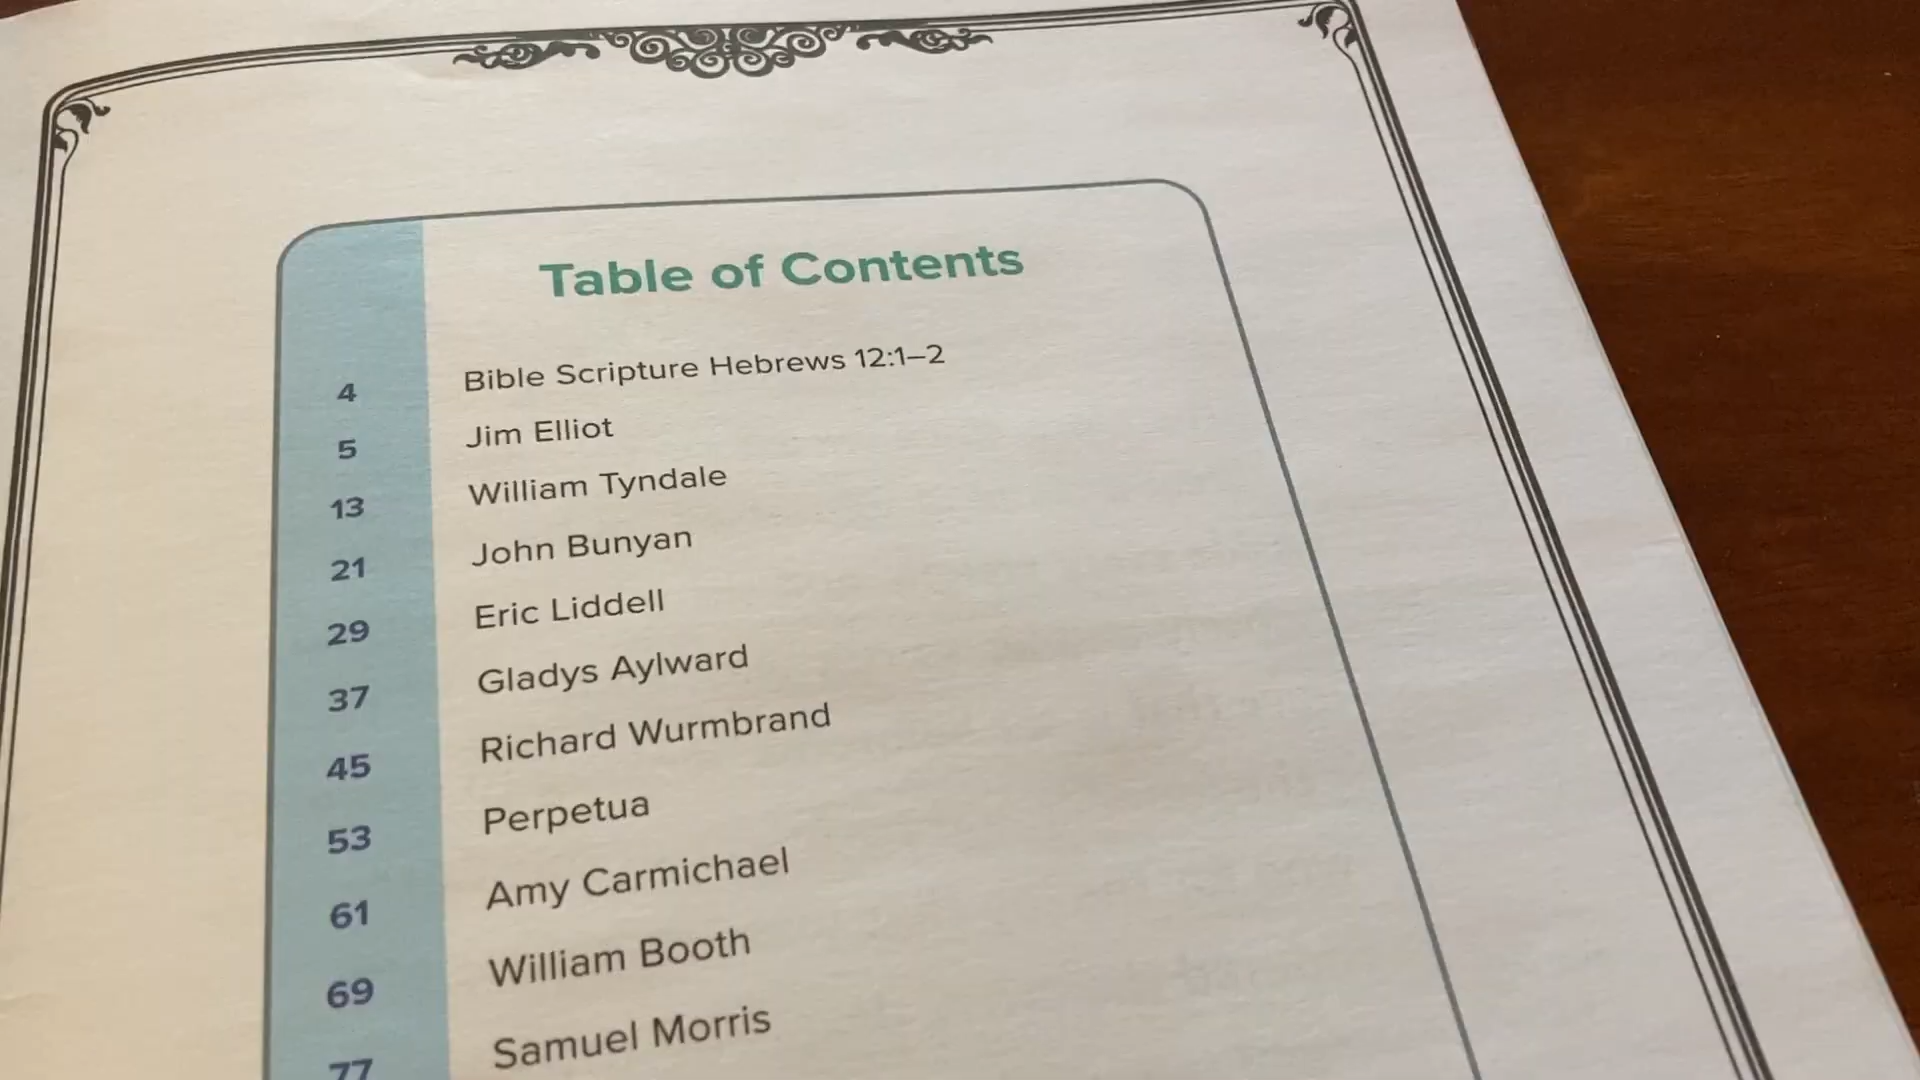 Table of Contents
4 Bible Scripture Hebrews 12:1–2
5 Jim Elliot
13 William Tyndale
21 John Bunyan
29 Eric Liddell
37 Gladys Aylward
45 Richard Wurmbrand
53 Perpetua
61 Amy Carmichael
69 William Booth
77 Samuel Morris